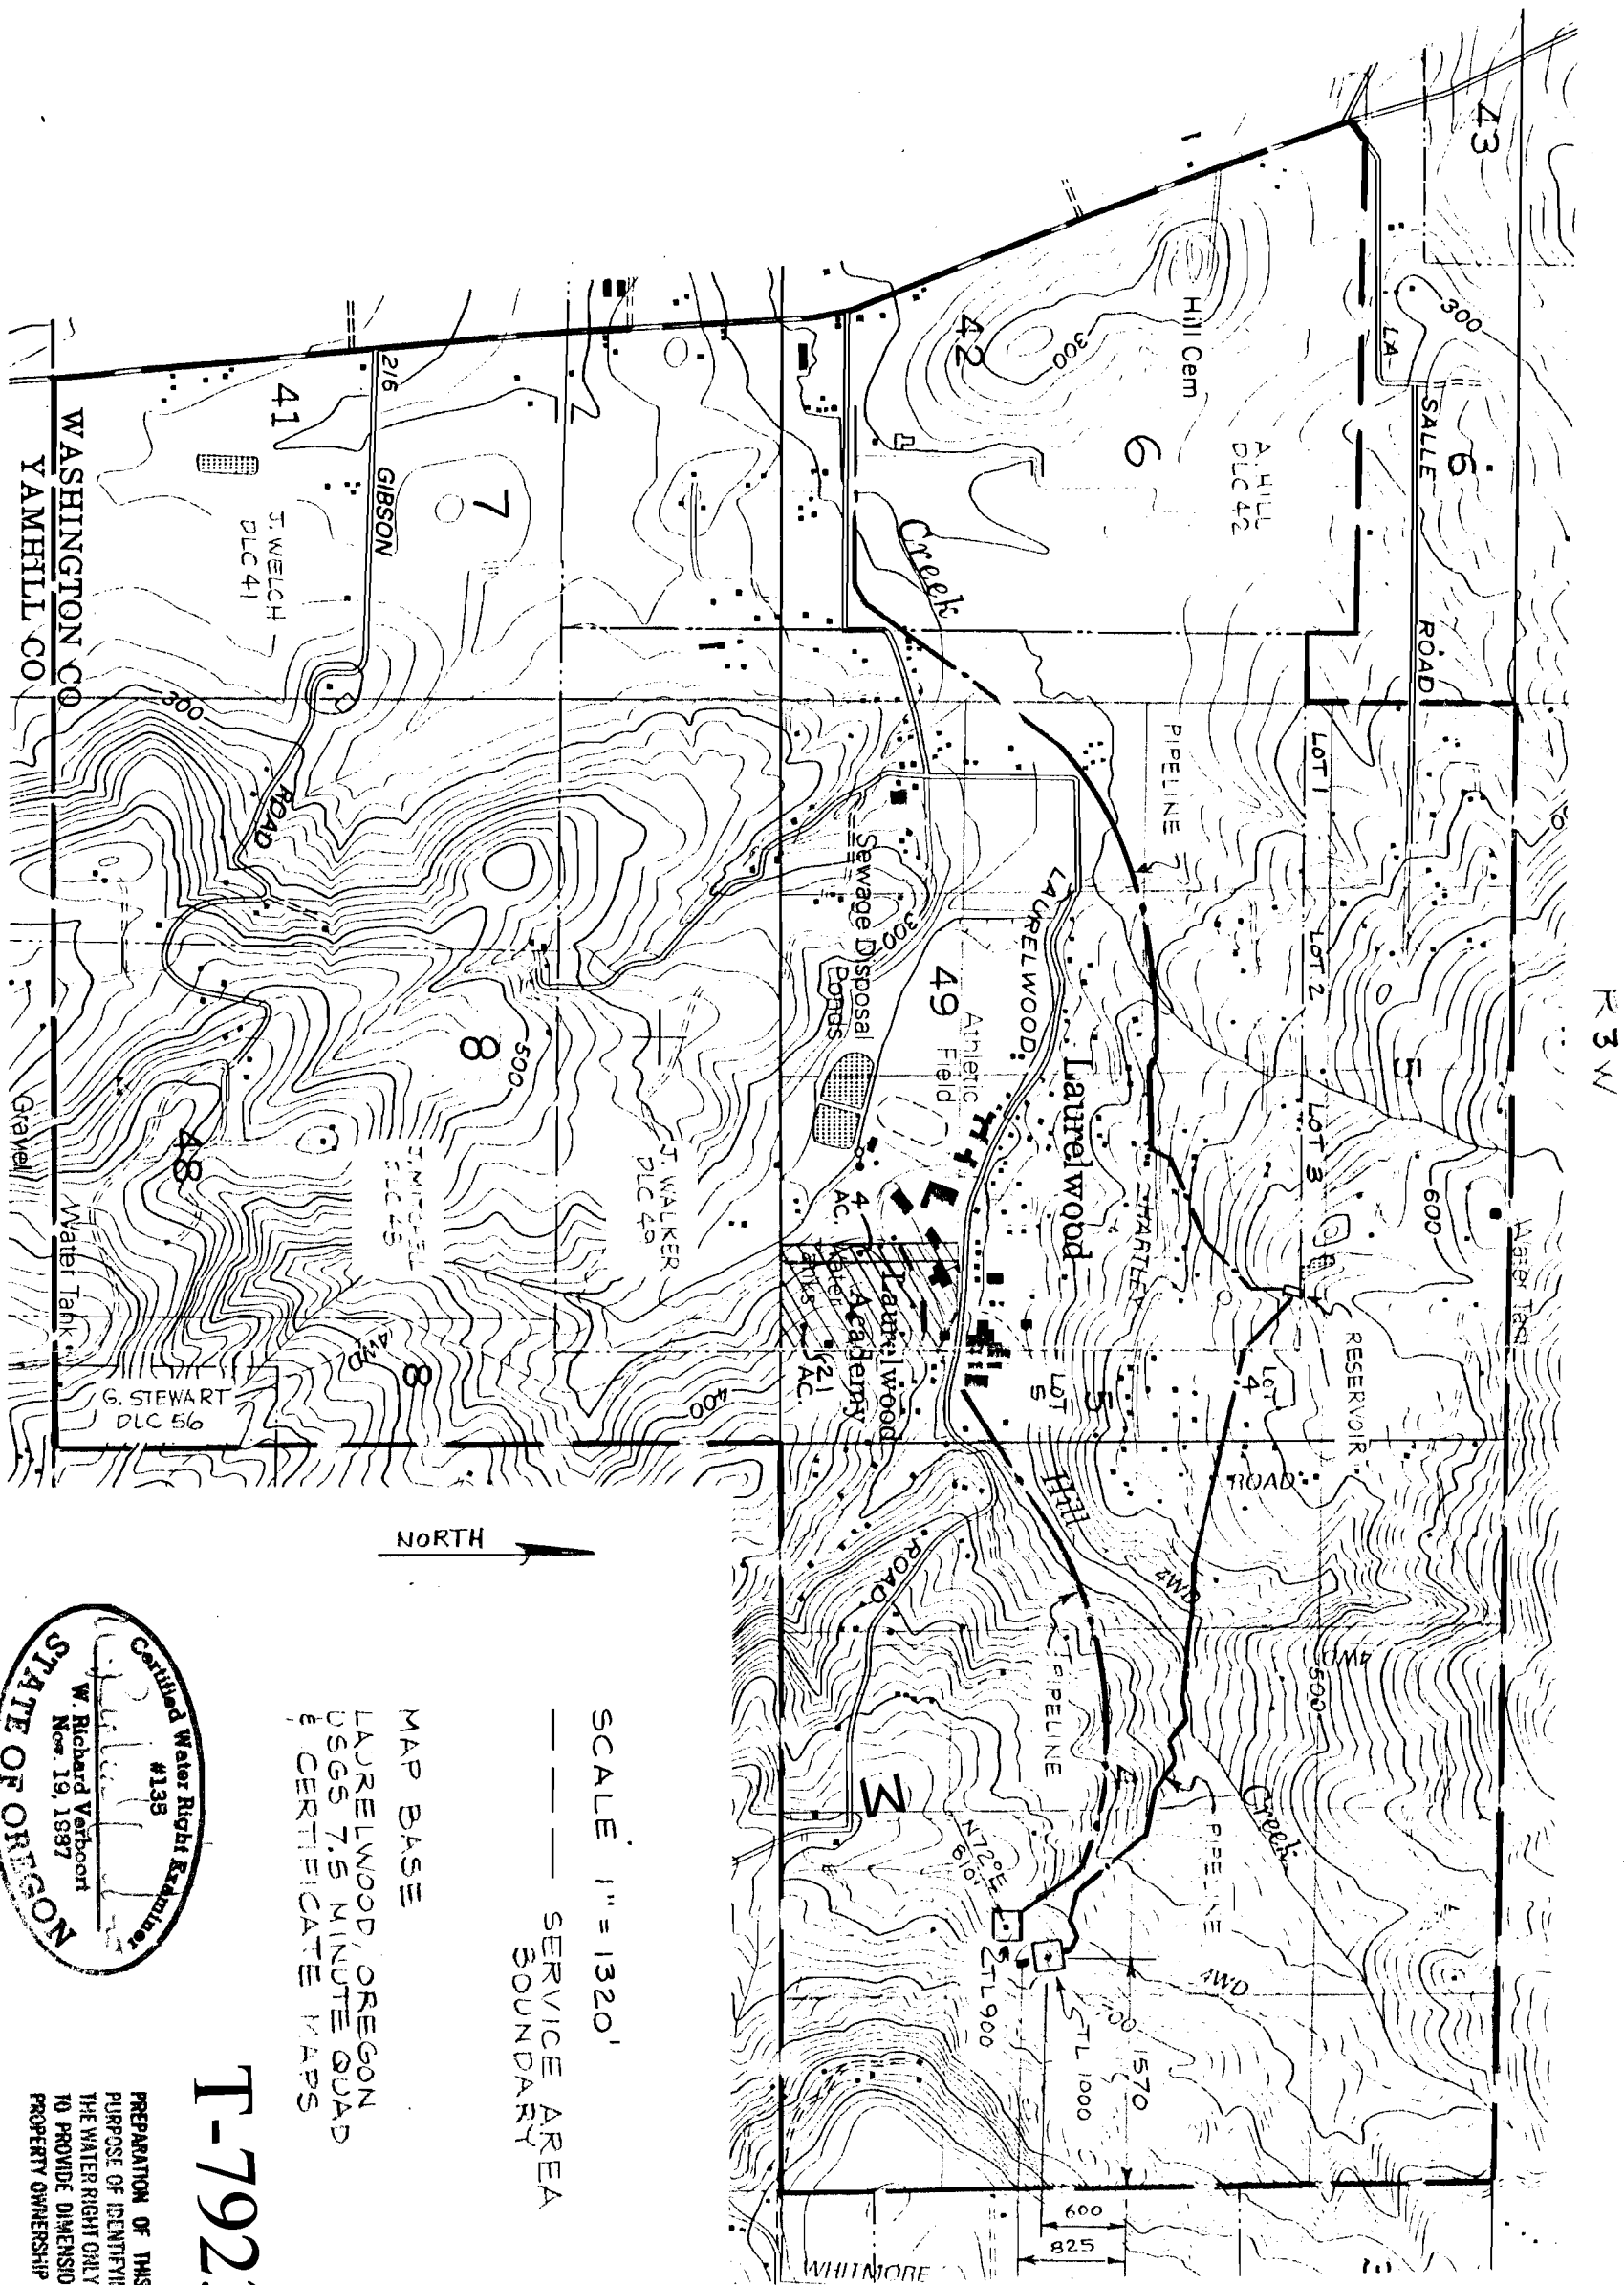 R 3 W
43
300
LA SALLE ROAD
6
Hill Cem
42
300
6
A. HILL
DLC 42
Creek
LOT 1
LOT 2
LOT 3
5
600
Water Tank
PIPELINE
LAURELWOOD
Laurelwood
HARTLEY
RESERVOIR
LOT
4
ROAD
Sewage Disposal
Ponds
300
49
Athletic
Field
4
AC.
Laurelwood
Academy
Water
Tanks
21
AC.
LOT
5
5
Hill
Creek
4WD
4WD
500
ROAD
PIPELINE
PIPELINE
M
N72°E
610'
TL 900
TL 1000
1570
4WD
600
825
WHITMORE
216
41
GIBSON
7
J. WELCH
DLC 41
WASHINGTON CO
YAMHILL CO
300
ROAD
8
500
48
J. WALKER
DLC 49
J. MITCHELL
400
4WD
8
Gravel
Water Tank
G. STEWART
DLC 56
NORTH
SCALE 1" = 1320'
— — — SERVICE AREA
BOUNDARY
MAP BASE
LAURELWOOD, OREGON
USGS 7.5 MINUTE QUAD
& CERTIFICATE MAPS
Certified Water Right Examiner
#135
W. Richard Verboort
Nov. 19, 1987
STATE OF OREGON
T-792
PREPARATION OF THIS
PURPOSE OF IDENTIFYI
THE WATER RIGHT ONLY
TO PROVIDE DIMENSIO
PROPERTY OWNERSHIP